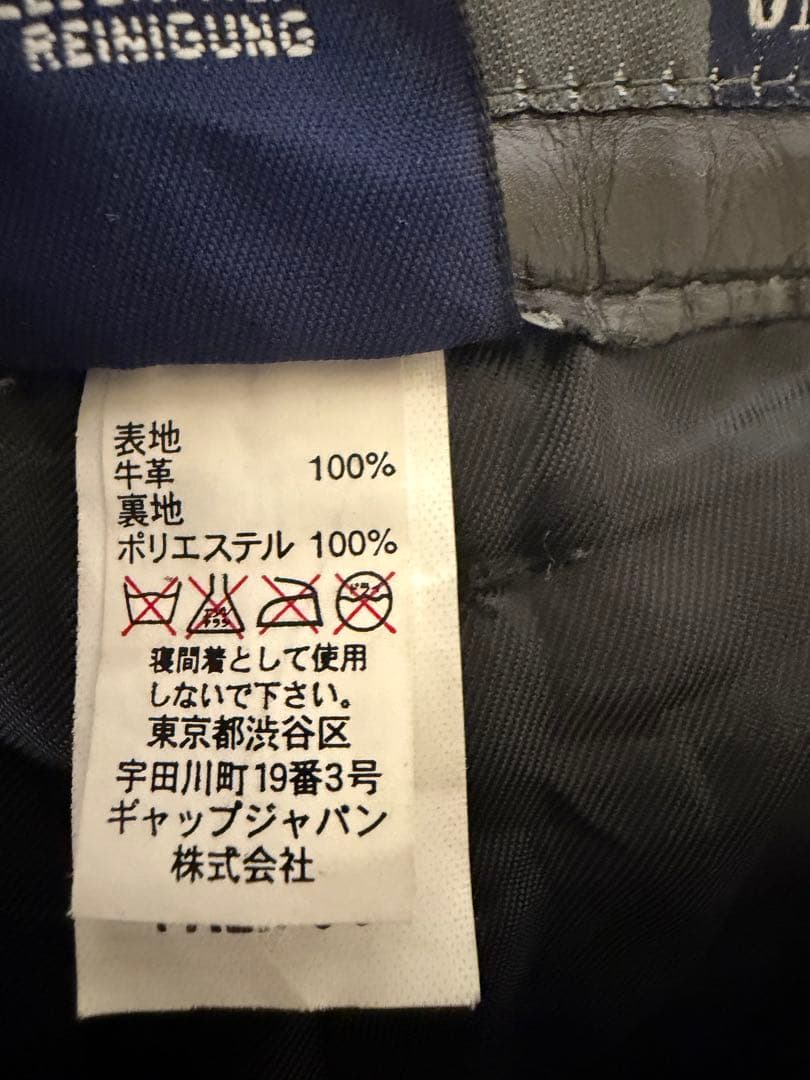 REINIGUNG
表地
牛革 100%
裏地
ポリエステル 100%
寝間着として使用
しないで下さい。
東京都渋谷区
宇田川町19番3号
ギャップジャパン
株式会社